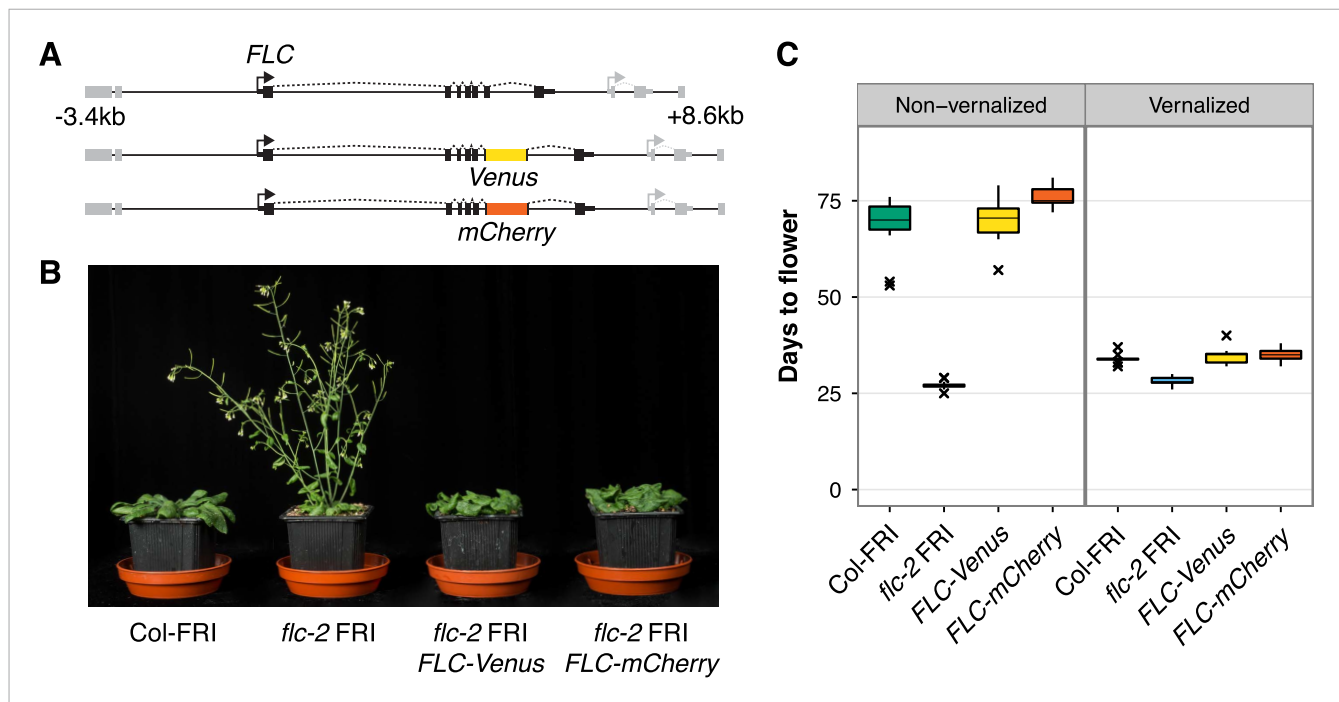 A
FLC
-3.4kb
+8.6kb
Venus
mCherry
B
Col-FRI
flc-2 FRI
flc-2 FRI
FLC-Venus
flc-2 FRI
FLC-mCherry
C
Non−vernalized
Vernalized
Days to flower
75
50
25
0
Col-FRI
flc-2 FRI
FLC-Venus
FLC-mCherry
Col-FRI
flc-2 FRI
FLC-Venus
FLC-mCherry